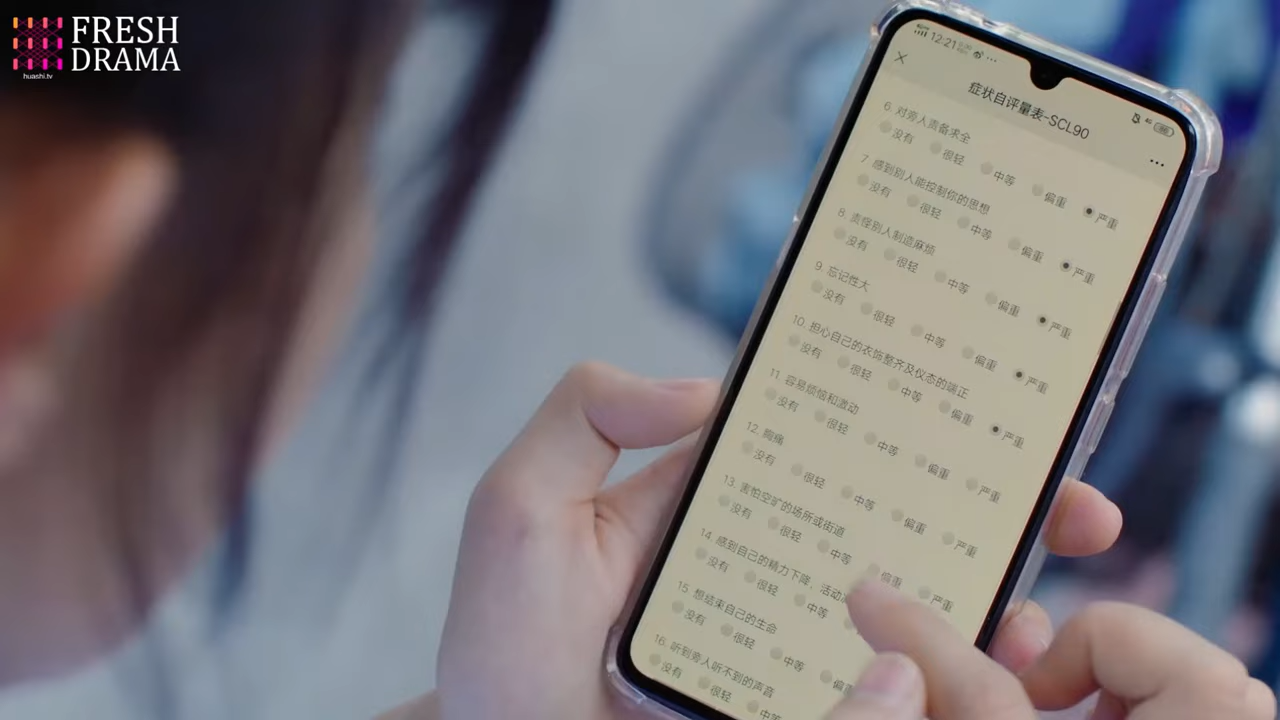 FRESH
DRAMA
huashi.tv
12:21
症状自评量表-SCL90
6. 对旁人责备求全
没有 很轻 中等 偏重 严重
7. 感到别人能控制你的思想
没有 很轻 中等 偏重 严重
8. 责怪别人制造麻烦
没有 很轻 中等 偏重 严重
9. 忘记性大
没有 很轻 中等 偏重 严重
10. 担心自己的衣饰整齐及仪态的端正
没有 很轻 中等 偏重 严重
11. 容易烦恼和激动
没有 很轻 中等 偏重 严重
12. 胸痛
没有 很轻 中等 偏重 严重
13. 害怕空旷的场所或街道
没有 很轻 中等 偏重 严重
14. 感到自己的精力下降，活动
没有 很轻 中等
15. 想结束自己的生命
没有 很轻 中等 偏
16. 听到旁人听不到的声音
没有 很轻 中等